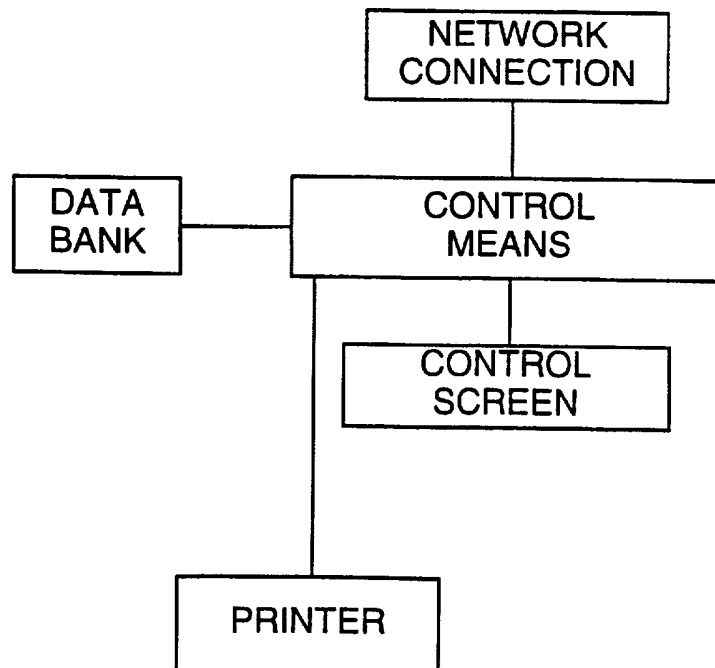 NETWORK
CONNECTION
DATA
BANK
CONTROL
MEANS
CONTROL
SCREEN
PRINTER